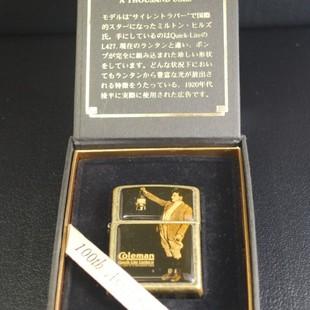 A THOUSAND USES
モデルは"サイレントラバー"で国際
的スターになったミルトン・ヒルズ
氏。手にしているのはQuick-Liteの
L427。現在のランタンと違い、ポン
プが完全に組み込まれた珍しい形状
をしています。どんな状況下におい
てもランタンから豊富な光が放出さ
れる特徴をうたっている、1920年代
後半に実際に使用された広告です。
Coleman
100th